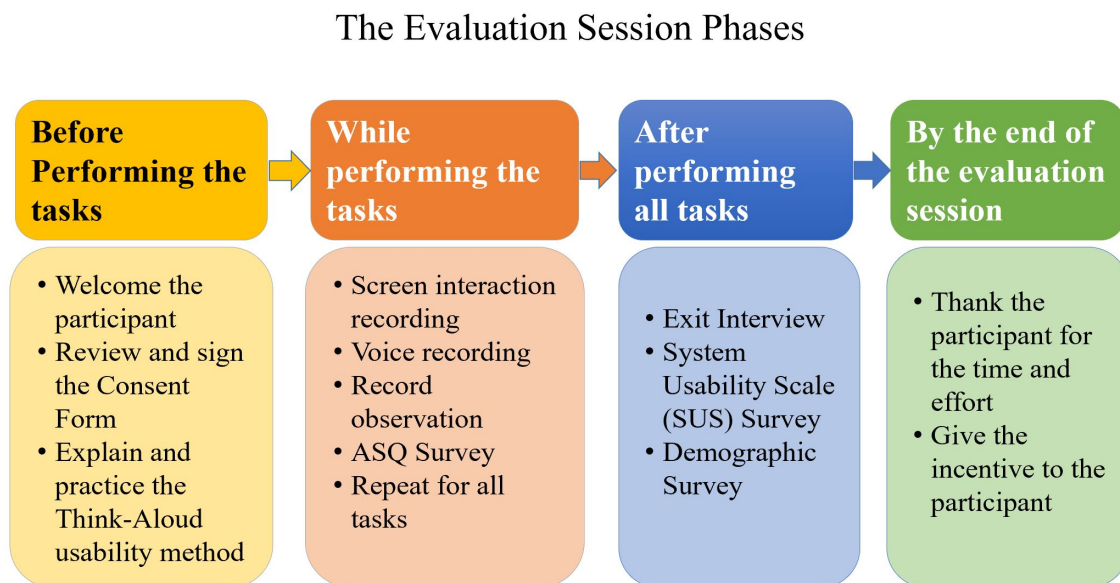 The Evaluation Session Phases
Before
Performing the
tasks
While
performing the
tasks
After
performing
all tasks
By the end of
the evaluation
session
• Welcome the
participant
• Review and sign
the Consent
Form
• Explain and
practice the
Think-Aloud
usability method
• Screen interaction
recording
• Voice recording
• Record
observation
• ASQ Survey
• Repeat for all
tasks
• Exit Interview
• System
Usability Scale
(SUS) Survey
• Demographic
Survey
• Thank the
participant for
the time and
effort
• Give the
incentive to the
participant